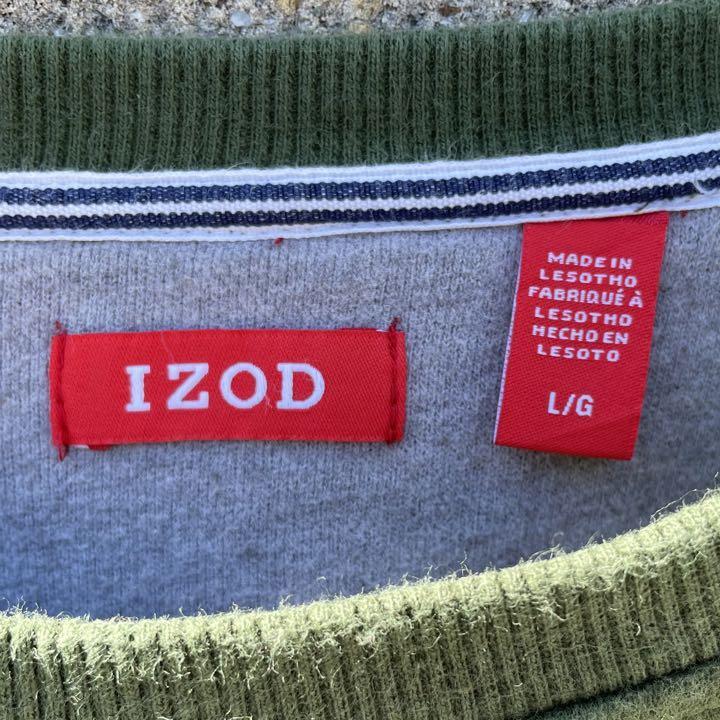 IZOD
MADE IN
LESOTHO
FABRIQUÉ À
LESOTHO
HECHO EN
LESOTO
L/G